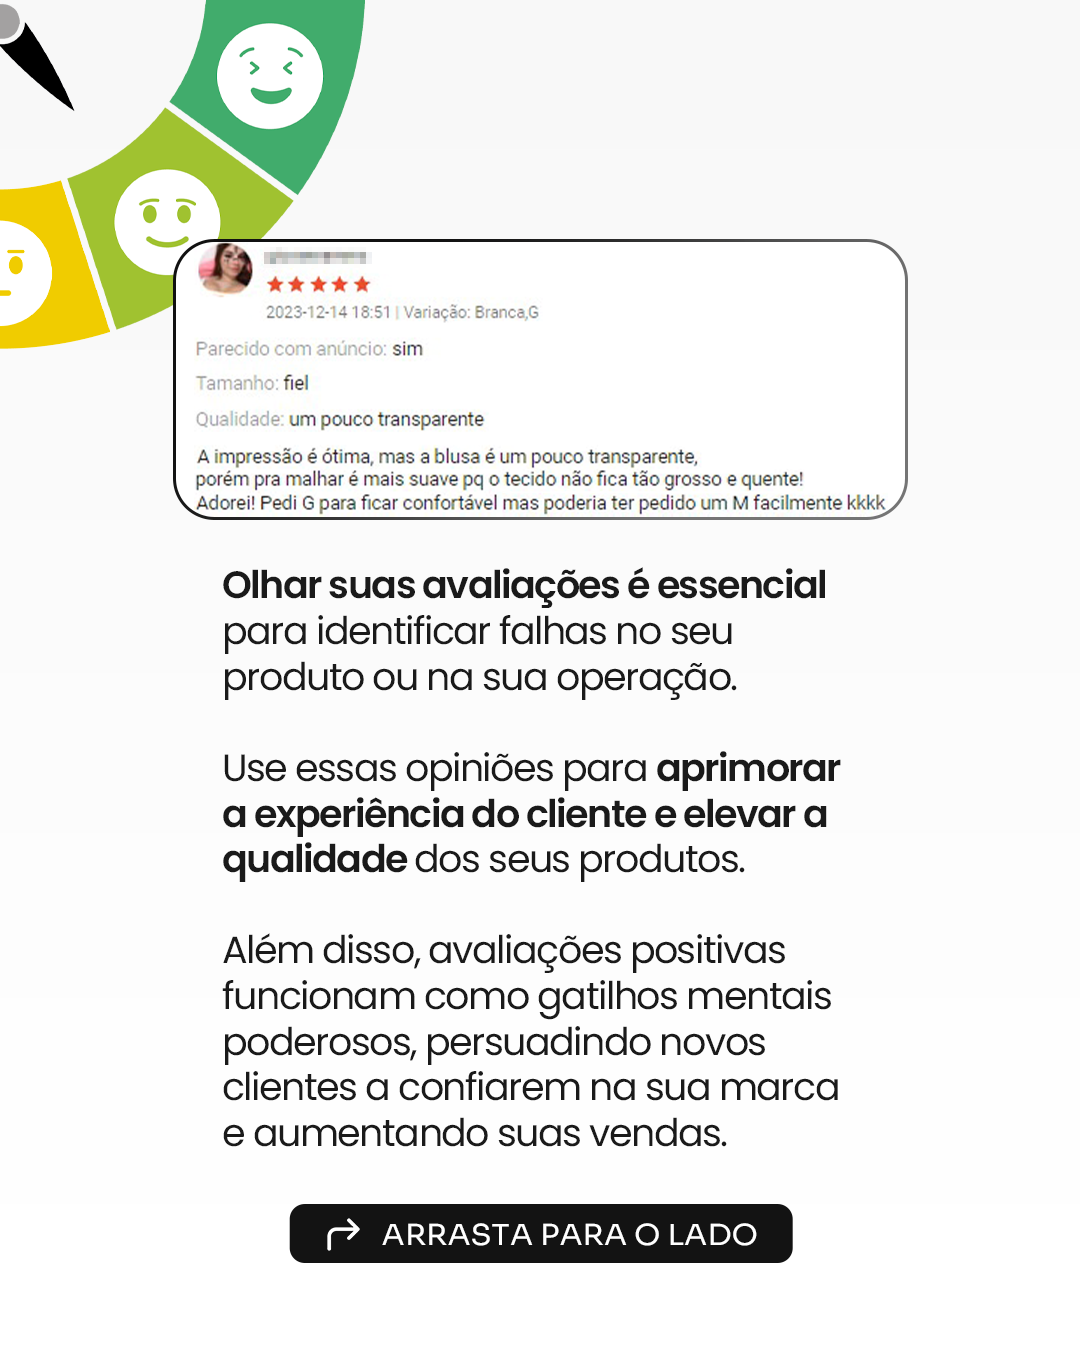 2023-12-14 18:51 | Variação: Branca,G
Parecido com anúncio: sim
Tamanho: fiel
Qualidade: um pouco transparente
A impressão é ótima, mas a blusa é um pouco transparente,
porém pra malhar é mais suave pq o tecido não fica tão grosso e quente!
Adorei! Pedi G para ficar confortável mas poderia ter pedido um M facilmente kkkk
Olhar suas avaliações é essencial
para identificar falhas no seu
produto ou na sua operação.
Use essas opiniões para aprimorar
a experiência do cliente e elevar a
qualidade dos seus produtos.
Além disso, avaliações positivas
funcionam como gatilhos mentais
poderosos, persuadindo novos
clientes a confiarem na sua marca
e aumentando suas vendas.
ARRASTA PARA O LADO